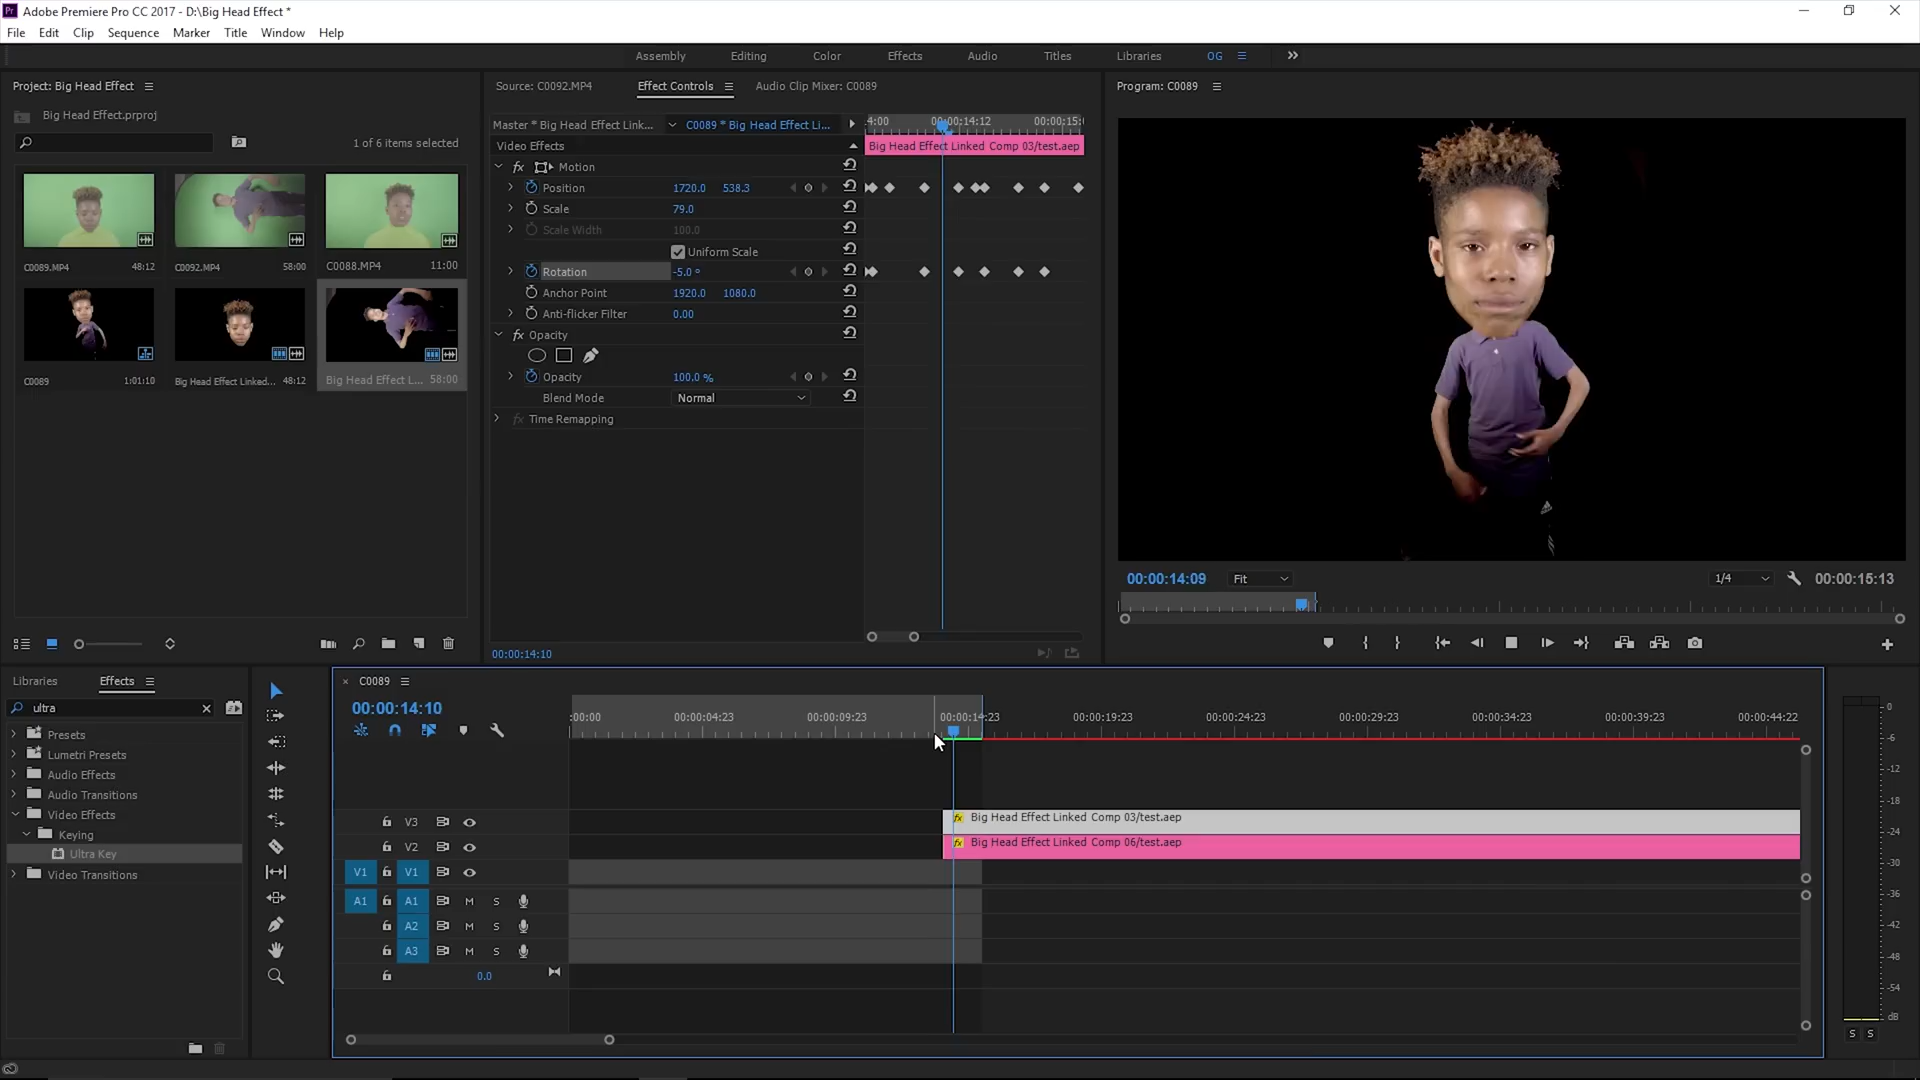 Adobe Premiere Pro CC 2017 - D:\Big Head Effect *
File Edit Clip Sequence Marker Title Window Help
Assembly Editing Color Effects Audio Titles Libraries OG
Project: Big Head Effect
Big Head Effect.prproj
1 of 6 items selected
C0089.MP4 48:12
C0092.MP4 58:00
C0088.MP4 11:00
C0089 1:01:10
Big Head Effect Linked... 48:12
Big Head Effect L... 58:00
Source: C0092.MP4 Effect Controls Audio Clip Mixer: C0089
Master * Big Head Effect Link... C0089 * Big Head Effect Li...
:4:00 00:00:14:12 00:00:15:
Video Effects
Big Head Effect Linked Comp 03/test.aep
fx Motion
Position 1720.0 538.3
Scale 79.0
Scale Width 100.0
Uniform Scale
Rotation -5.0 °
Anchor Point 1920.0 1080.0
Anti-flicker Filter 0.00
fx Opacity
Opacity 100.0 %
Blend Mode Normal
fx Time Remapping
00:00:14:10
Program: C0089
00:00:14:09 Fit 1/4 00:00:15:13
Libraries Effects
ultra
Presets
Lumetri Presets
Audio Effects
Audio Transitions
Video Effects
Keying
Ultra Key
Video Transitions
C0089
00:00:14:10
:00:00 00:00:04:23 00:00:09:23 00:00:14:23 00:00:19:23 00:00:24:23 00:00:29:23 00:00:34:23 00:00:39:23 00:00:44:22
V3 fx Big Head Effect Linked Comp 03/test.aep
V2 fx Big Head Effect Linked Comp 06/test.aep
V1 V1
A1 A1 M S
A2 M S
A3 M S
0.0
0
-6
-12
-18
-24
-30
-36
-42
-48
-54
dB
S S